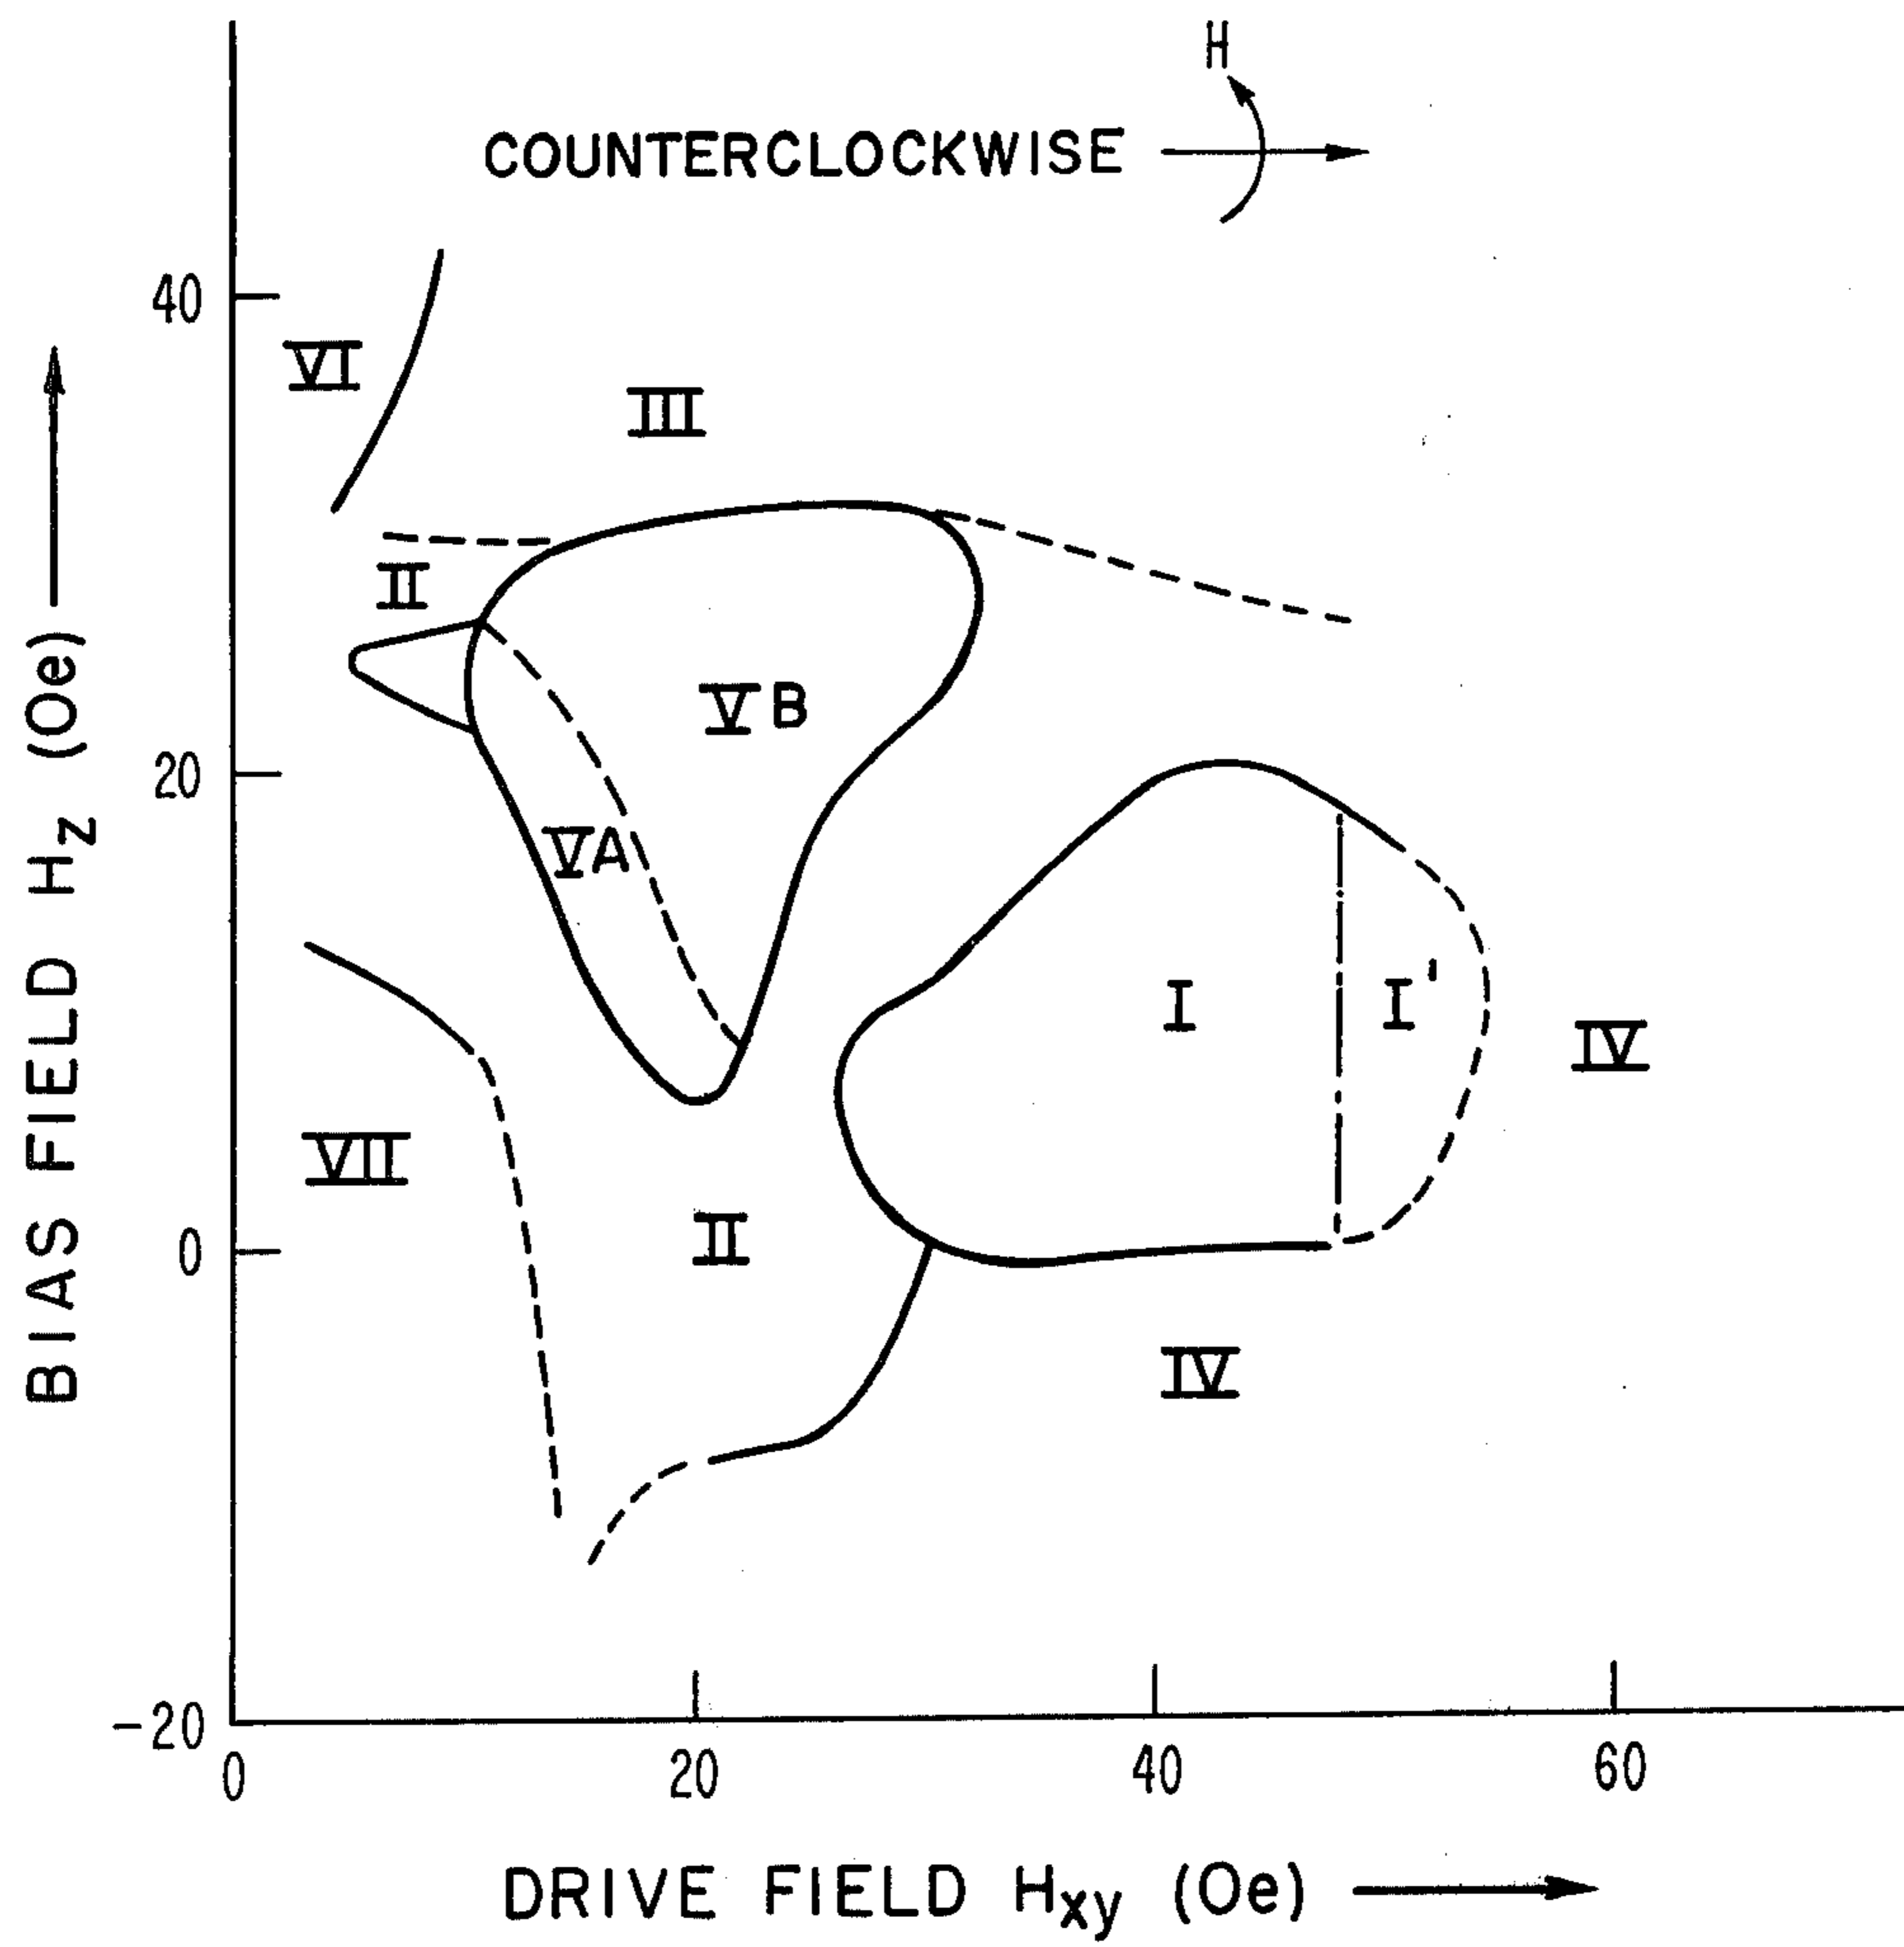 H
COUNTERCLOCKWISE
40
VI
III
II
V B
20
VA
I
I'
IV
VII
II
0
IV
-20
0
20
40
60
BIAS FIELD Hz (Oe)
DRIVE FIELD Hxy (Oe)